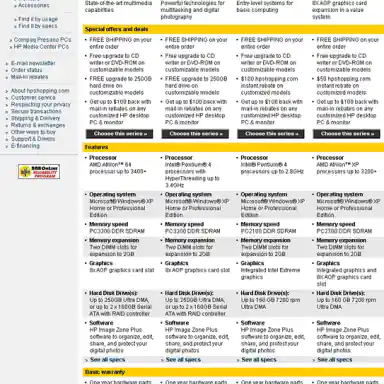 Accessories
Find it by usage
Find it by specs
Compaq Presario PCs
HP Media Center PCs
E-mail newsletter
Order status
Mail-in rebates
About hpshopping.com
Customer service
Respecting your privacy
Secure transactions
Shipping & Delivery
Returns & exchanges
Other ways to buy
Support & Drivers
E-financing
BBB OnLine
RELIABILITY
PROGRAM
State-of-the-art multimedia
capabilities
Powerful technologies for
multitasking and digital
photography
Entry-level systems for
basic computing
8X AGP graphics card
expansion in a value
system
Special offers and deals
• FREE SHIPPING on your
entire order
• Free upgrade to CD
writer or DVD-ROM on
customizable models
• FREE upgrade to 250GB
hard drive on
customizable models
• Get up to $100 back with
mail-in rebates on any
customized HP desktop
PC & monitor
Choose this series »
• FREE SHIPPING on your
entire order
• Free upgrade to CD
writer or DVD-ROM on
customizable models
• FREE upgrade to 250GB
hard drive on
customizable models
• Get up to $100 back with
mail-in rebates on any
customized HP desktop
PC & monitor
Choose this series »
• FREE SHIPPING on your
entire order
• Free upgrade to CD
writer or DVD-ROM on
customizable models
• $100 hpshopping.com
instant rebate on
customizable models
• Get up to $100 back with
mail-in rebates on any
customized HP desktop
PC & monitor
Choose this series »
• FREE SHIPPING on your
entire order
• Free upgrade to CD
writer or DVD-ROM on
customizable models
• $50 hpshopping.com
instant rebate on
customizable models
• Get up to $100 back with
mail-in rebates on any
customized HP desktop
PC & monitor
Choose this series »
Features
• Processor
AMD Athlon™ 64
processor up to 3400+
• Processor
Intel® Pentium® 4
processors with
HyperThreading up to
3.4GHz
• Processor
Intel® Pentium® 4
processors up to 2.8GHz
• Processor
AMD Athlon™ XP
processors up to 3200+
• Operating system
Microsoft® Windows® XP
Home or Professional
Edition
• Operating system
Microsoft® Windows® XP
Home or Professional
Edition
• Operating system
Microsoft® Windows® XP
Home or Professional
Edition
• Operating system
Microsoft® Windows® XP
Home or Professional
Edition
• Memory speed
PC3200 DDR SDRAM
• Memory speed
PC3200 DDR SDRAM
• Memory speed
PC2100 DDR SDRAM
• Memory speed
PC2700 DDR SDRAM
• Memory expansion
Two DIMM slots for
expansion to 2GB
• Memory expansion
Two DIMM slots for
expansion to 2GB
• Memory expansion
Two DIMM slots for
expansion to 2GB
• Memory expansion
Two DIMM slots for
expansion to 2GB
• Graphics
8x AGP graphics card slot
• Graphics
8x AGP graphics card slot
• Graphics
Integrated Intel Extreme
graphics
• Graphics
Integrated graphics and
8X AGP graphics card
slot
• Hard Disk Drive(s):
Up to 250GB Ultra DMA,
or up to 2 x 160GB Serial
ATA with RAID controller
• Hard Disk Drive(s):
Up to 250GB Ultra DMA,
or up to 2 x 160GB Serial
ATA with RAID controller
• Hard Disk Drive(s):
Up to 160 GB 7200 rpm
Ultra DMA
• Hard Disk Drive(s):
Up to 160 GB 7200 rpm
Ultra DMA
• Software
HP Image Zone Plus
software to organize, edit,
share, and protect your
digital photos
» See all specs
• Software
HP Image Zone Plus
software to organize, edit,
share, and protect your
digital photos
» See all specs
• Software
HP Image Zone Plus
software to organize, edit,
share, and protect your
digital photos
» See all specs
• Software
HP Image Zone Plus
software to organize, edit,
share, and protect your
digital photos
» See all specs
Basic warranty
• One year hardware parts
• One year hardware parts
• One year hardware parts
• One year hardware parts